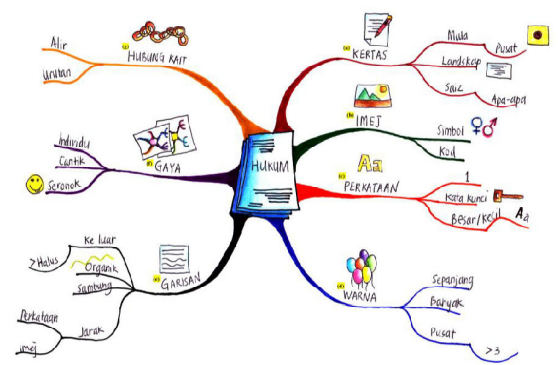 HUKUM
(a)
KERTAS
Mula
Pusat
Landskap
Saiz
Apa-apa
(b)
IMEJ
Simbol
Kod
(c)
Aa
PERKATAAN
1
Kata kunci
Besar/kecil
Aa
(d)
WARNA
Sepanjang
Banyak
Pusat
>3
(e)
GARISAN
Ke luar
>Halus
Organik
Sambung
Jarak
Perkataan
imej
(f)
GAYA
Individu
Cantik
Seronok
HUBUNG KAIT
Alir
Urutan